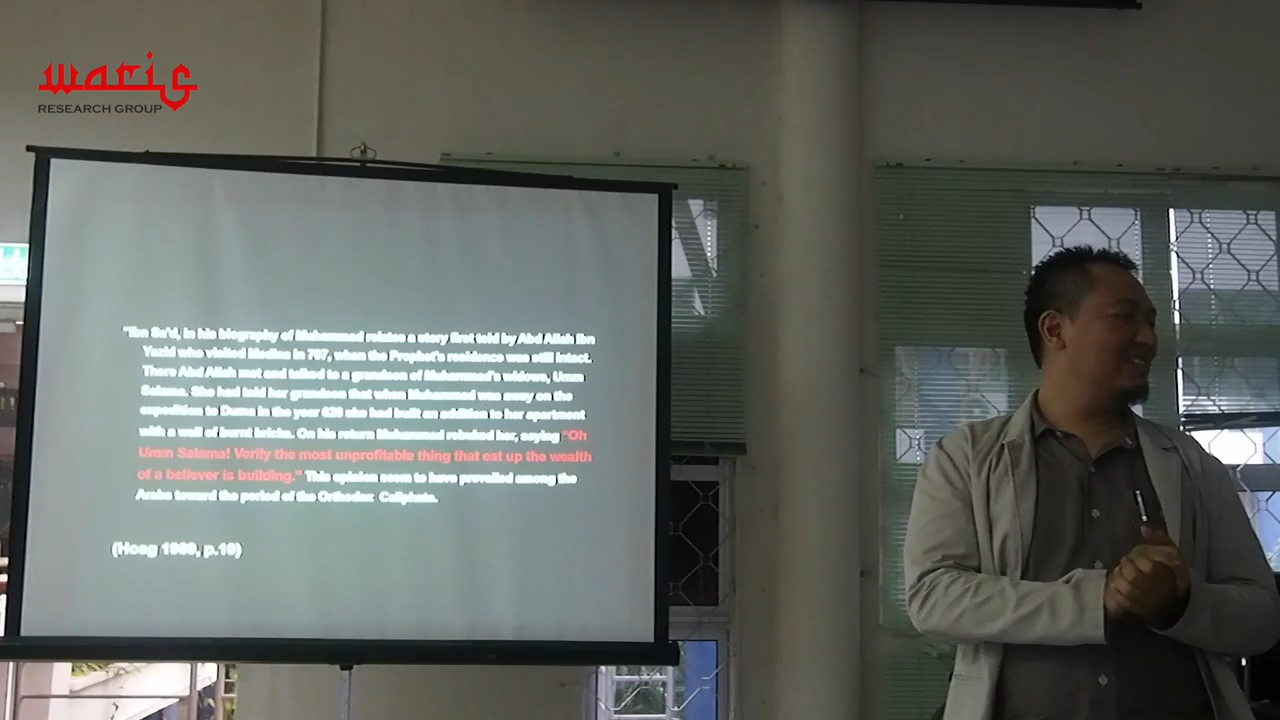 waris
RESEARCH GROUP
"Ibn Sa'd, in his biography of Muhammad relates a story first told by Abd Allah Ibn
Yazid who visited Medina in 707, when the Prophet's residence was still intact.
There Abd Allah met and talked to a grandson of Muhammad's widows, Umm
Salama. She had told her grandson that when Muhammad was away on the
expedition to Duma in the year 626 she had built an addition to her apartment
with a wall of burnt bricks. On his return Muhammad rebuked her, saying "Oh
Umm Salama! Verily the most unprofitable thing that eat up the wealth
of a believer is building." This opinion seem to have prevailed among the
Arabs toward the period of the Orthodox Caliphate.
(Hoag p.10)